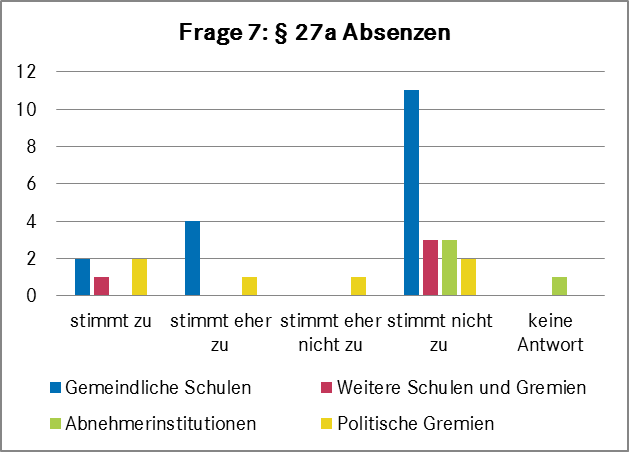 Frage 7: § 27a Absenzen
12
10
8
6
4
2
0
stimmt zu
stimmt eher
zu
stimmt eher
nicht zu
stimmt nicht
zu
keine
Antwort
Gemeindliche Schulen
Weitere Schulen und Gremien
Abnehmerinstitutionen
Politische Gremien